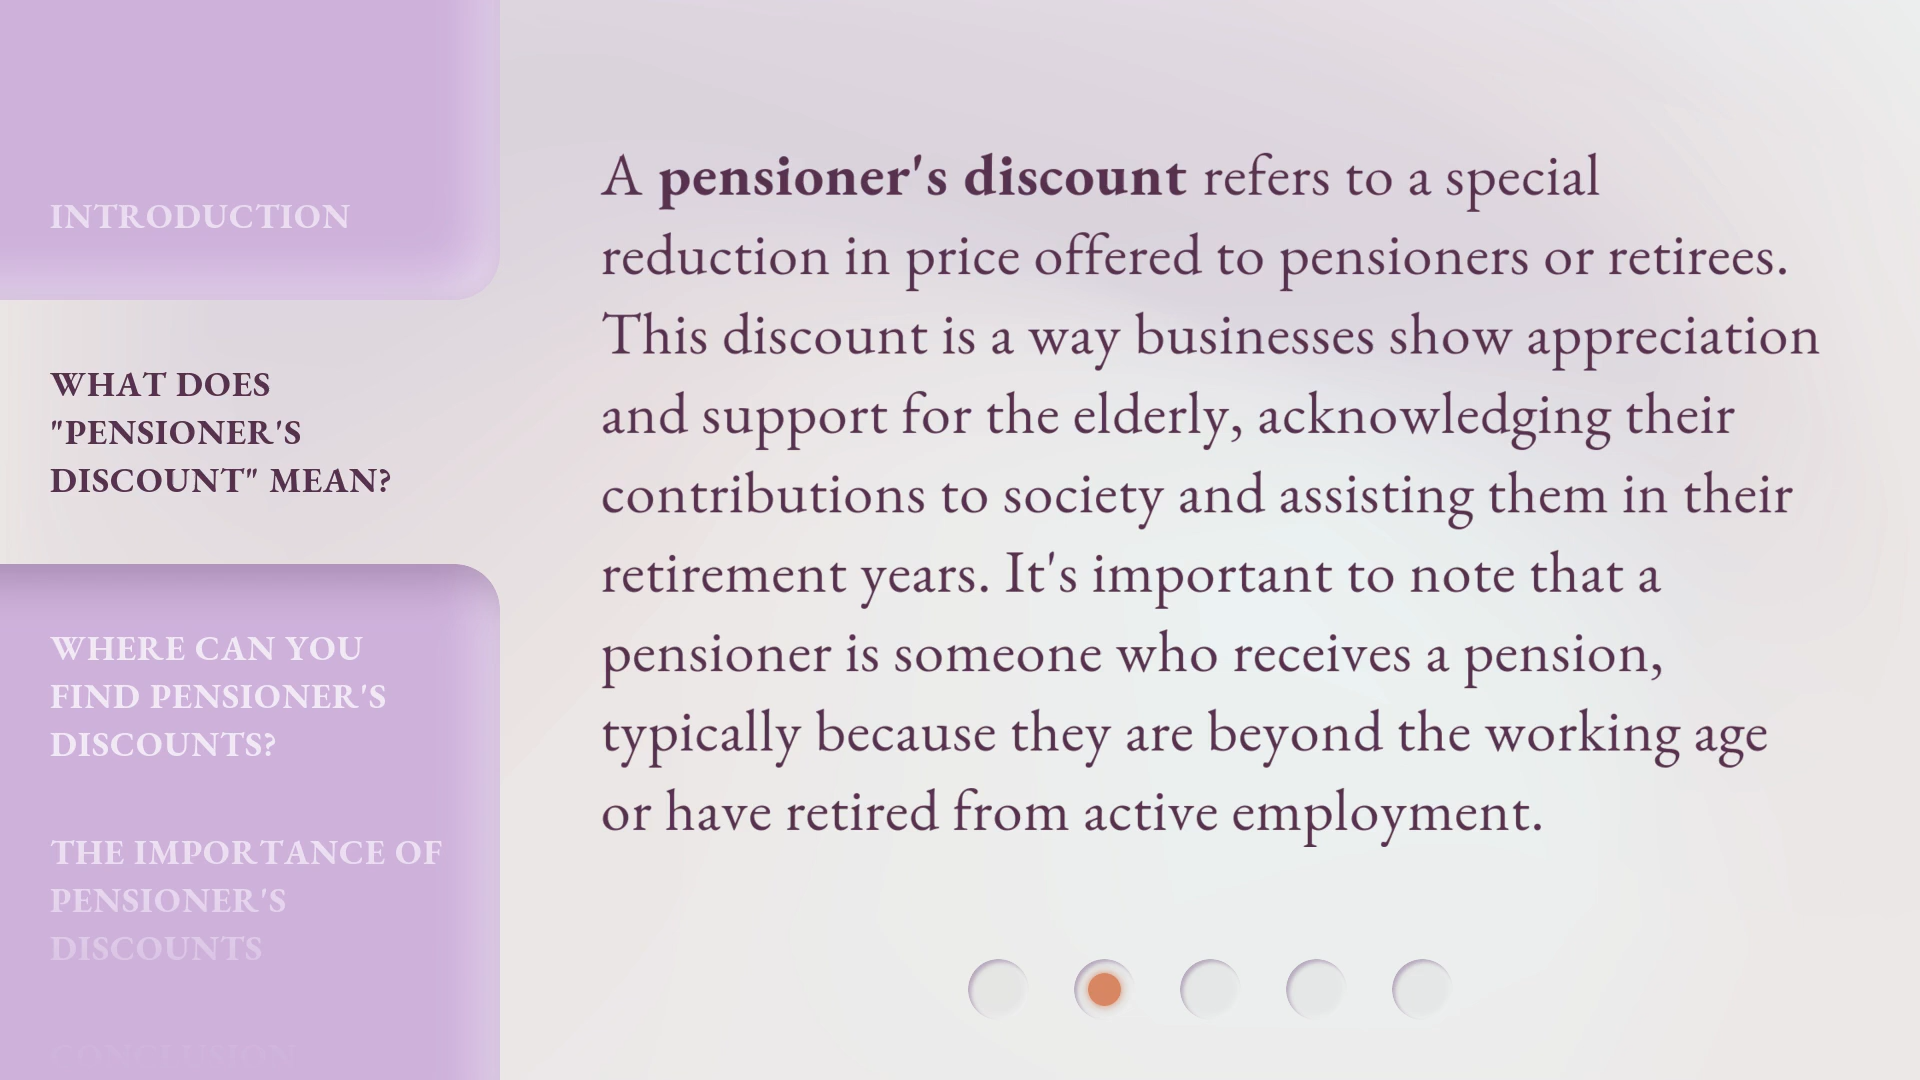 INTRODUCTION
WHAT DOES
"PENSIONER'S
DISCOUNT" MEAN?
WHERE CAN YOU
FIND PENSIONER'S
DISCOUNTS?
THE IMPORTANCE OF
PENSIONER'S
DISCOUNTS
CONCLUSION
A pensioner's discount refers to a special
reduction in price offered to pensioners or retirees.
This discount is a way businesses show appreciation
and support for the elderly, acknowledging their
contributions to society and assisting them in their
retirement years. It's important to note that a
pensioner is someone who receives a pension,
typically because they are beyond the working age
or have retired from active employment.